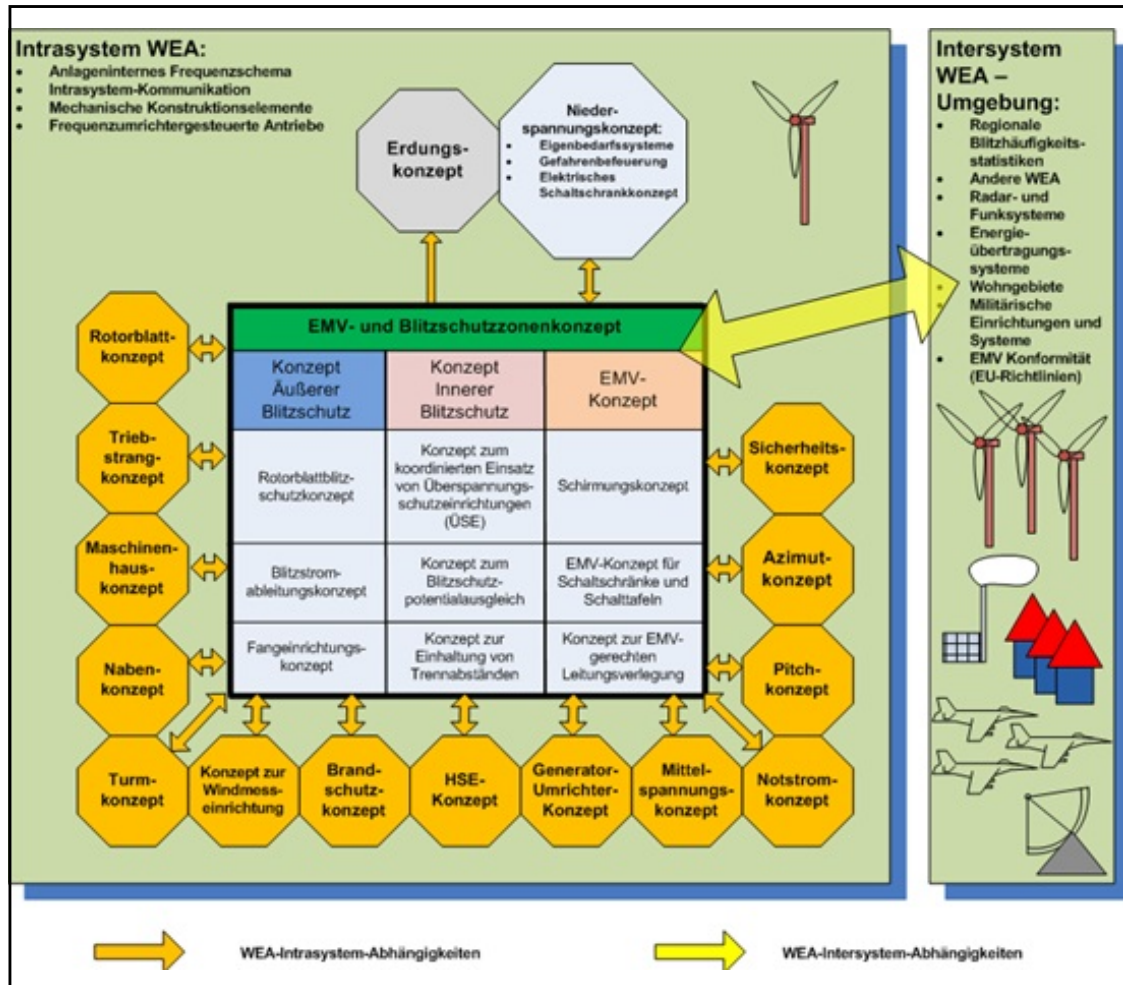 Intrasystem WEA:
• Anlageninternes Frequenzschema
• Intrasystem-Kommunikation
• Mechanische Konstruktionselemente
• Frequenzumrichtergesteuerte Antriebe
Erdungs-
konzept
Nieder-
spannungskonzept:
• Eigenbedarfssysteme
• Gefahrenbefeuerung
• Elektrisches
Schaltschrankkonzept
EMV- und Blitzschutzzonenkonzept
Konzept
Äußerer
Blitzschutz
Konzept
Innerer
Blitzschutz
EMV-
Konzept
Rotorblattblitz-
schutzkonzept
Konzept zum
koordinierten Einsatz
von Überspannungs-
schutzeinrichtungen
(ÜSE)
Schirmungskonzept
Blitzstrom-
ableitungskonzept
Konzept zum
Blitzschutz-
potentialausgleich
EMV-Konzept für
Schaltschränke und
Schalttafeln
Fangeinrichtungs-
konzept
Konzept zur
Einhaltung von
Trennabständen
Konzept zur EMV-
gerechten
Leitungsverlegung
Rotorblatt-
konzept
Trieb-
strang-
konzept
Maschinen-
haus-
konzept
Naben-
konzept
Turm-
konzept
Konzept zur
Windmess-
einrichtung
Brand-
schutz-
konzept
HSE-
Konzept
Generator-
Umrichter-
Konzept
Mittel-
spannungs-
konzept
Notstrom-
konzept
Sicherheits-
konzept
Azimut-
konzept
Pitch-
konzept
Intersystem
WEA –
Umgebung:
• Regionale
Blitzhäufigkeits-
statistiken
• Andere WEA
• Radar- und
Funksysteme
• Energie-
übertragungs-
systeme
• Wohngebiete
• Militärische
Einrichtungen und
Systeme
• EMV Konformität
(EU-Richtlinien)
WEA-Intrasystem-Abhängigkeiten
WEA-Intersystem-Abhängigkeiten